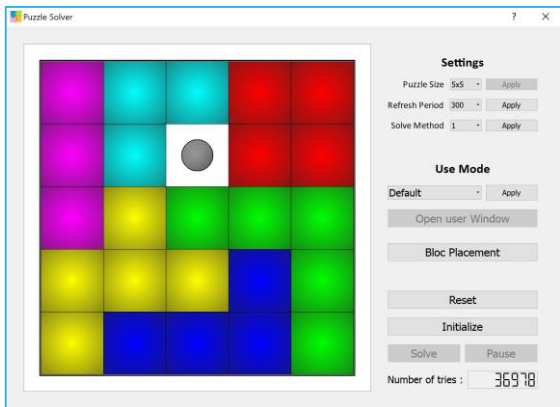 Puzzle Solver
Settings
Puzzle Size 5x5 Apply
Refresh Period 300 Apply
Solve Method 1 Apply
Use Mode
Default Apply
Open user Window
Bloc Placement
Reset
Initialize
Solve Pause
Number of tries : 36978